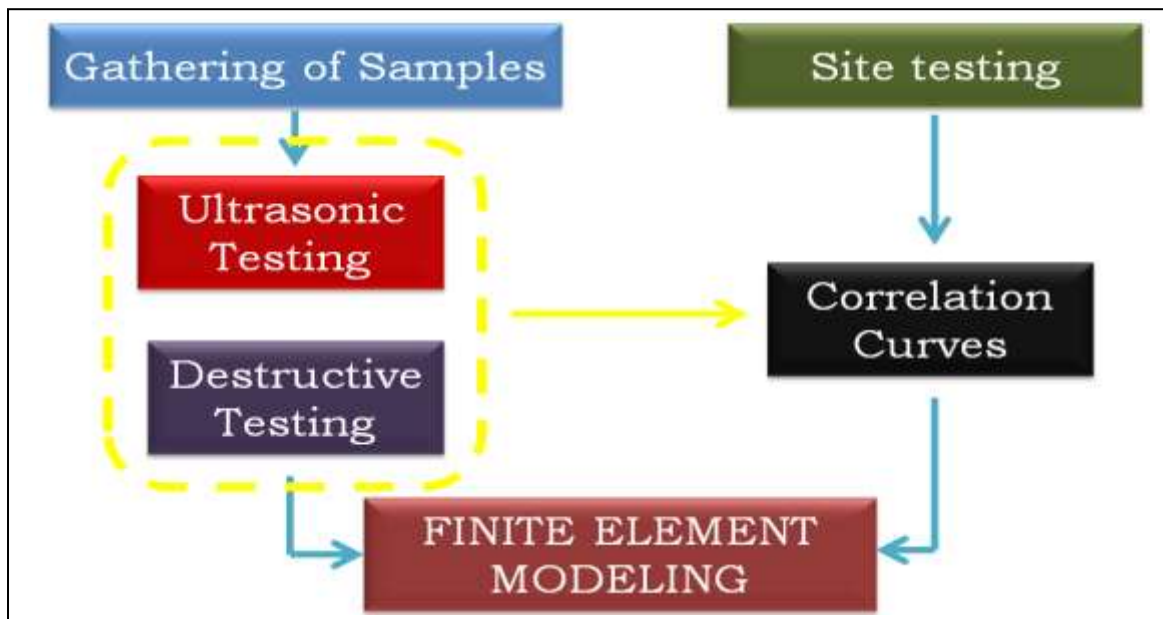 Gathering of Samples
Site testing
Ultrasonic
Testing
Correlation
Curves
Destructive
Testing
FINITE ELEMENT
MODELING